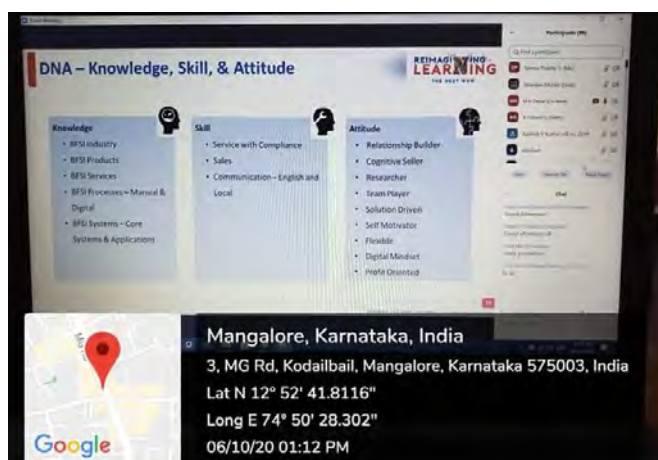 DNA – Knowledge, Skill, & Attitude
REIMAGINING
LEARNING
THE NEXT NOW
Knowledge
• BFSI Industry
• BFSI Products
• BFSI Services
• BFSI Processes – Manual &
Digital
• BFSI Systems – Core
Systems & Applications
Skill
• Service with Compliance
• Sales
• Communication – English and
Local
Attitude
• Relationship Builder
• Cognitive Seller
• Researcher
• Team Player
• Solution Driven
• Self Motivator
• Flexible
• Digital Mindset
• Profit Oriented
Participants
Chat
Mangalore, Karnataka, India
3, MG Rd, Kodailbail, Mangalore, Karnataka 575003, India
Lat N 12° 52' 41.8116"
Long E 74° 50' 28.302"
06/10/20 01:12 PM
Google